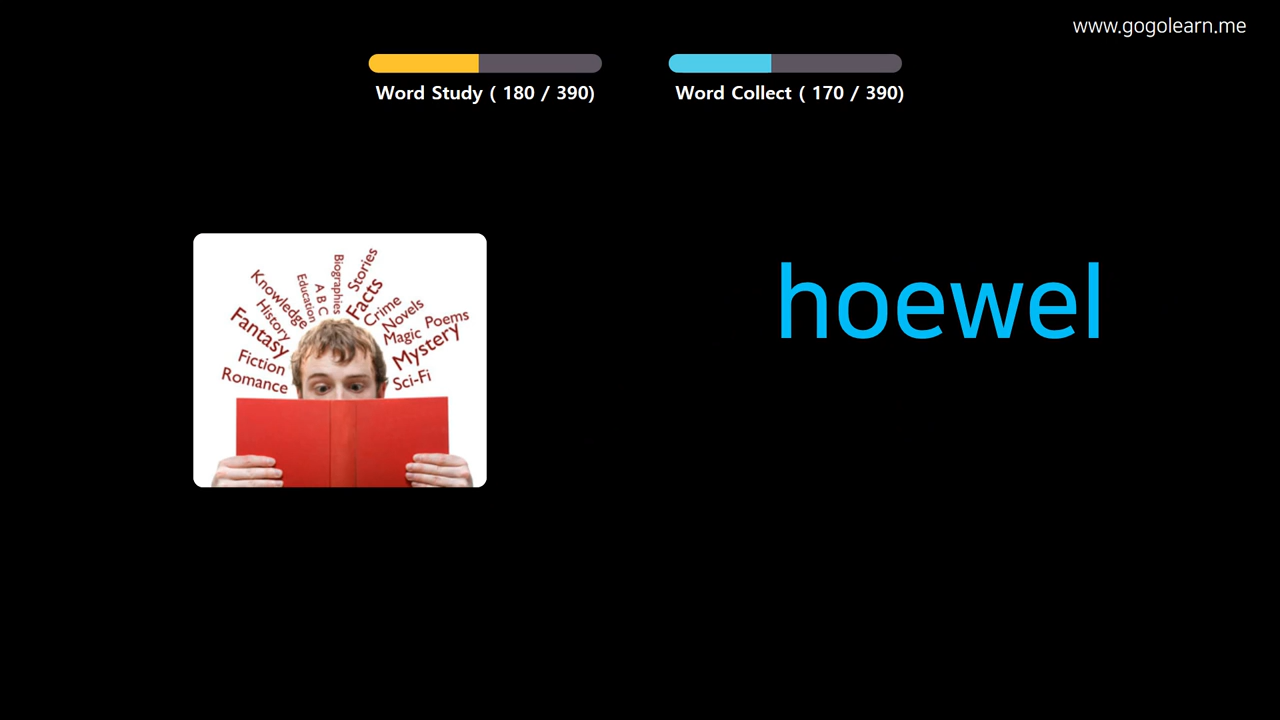 www.gogolearn.me
Word Study ( 180 / 390)
Word Collect ( 170 / 390)
hoewel
Knowledge
History
Fantasy
Fiction
Romance
Education
A B C
Biographies
Stories
Facts
Crime
Novels
Magic
Poems
Mystery
Sci-Fi